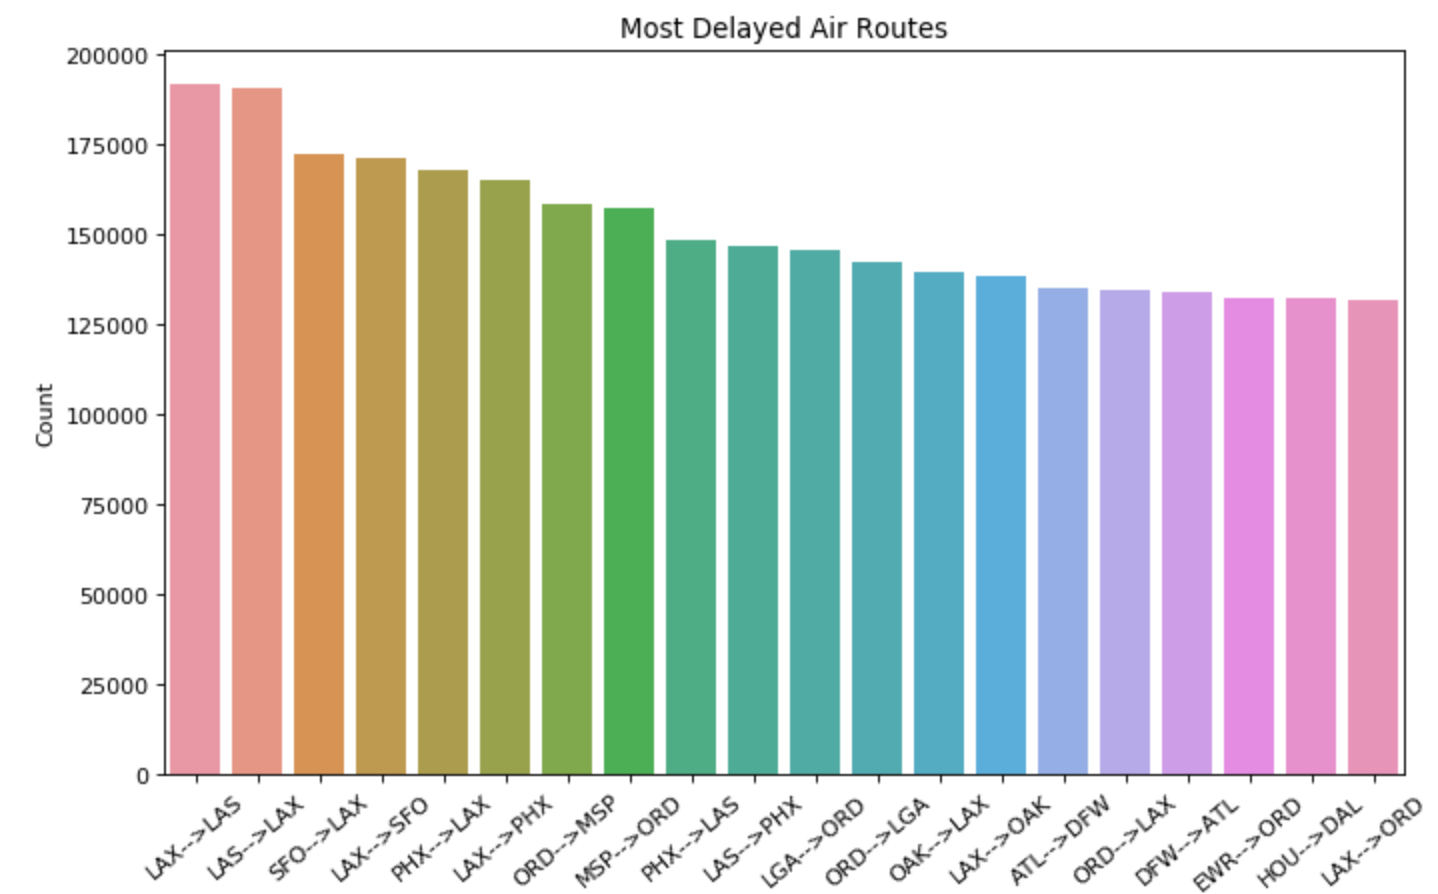 Most Delayed Air Routes
200000
175000
150000
125000
100000
75000
50000
25000
0
Count
LAX-->LAS
LAS-->LAX
SFO-->LAX
LAX-->SFO
PHX-->LAX
LAX-->PHX
ORD-->MSP
MSP-->ORD
PHX-->LAS
LAS-->PHX
LGA-->ORD
ORD-->LGA
OAK-->LAX
LAX-->OAK
ATL-->DFW
ORD-->LAX
DFW-->ATL
EWR-->ORD
HOU-->DAL
LAX-->ORD